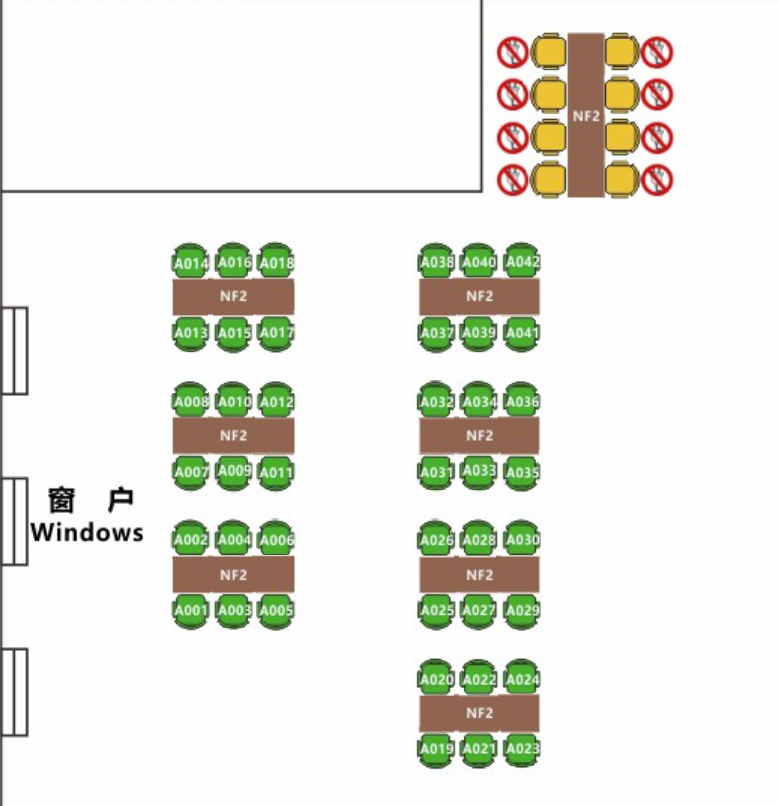 NF2
A014 A016 A018
NF2
A013 A015 A017
A038 A040 A042
NF2
A037 A039 A041
A008 A010 A012
NF2
A007 A009 A011
A032 A034 A036
NF2
A031 A033 A035
窗 户
Windows
A002 A004 A006
NF2
A001 A003 A005
A026 A028 A030
NF2
A025 A027 A029
A020 A022 A024
NF2
A019 A021 A023